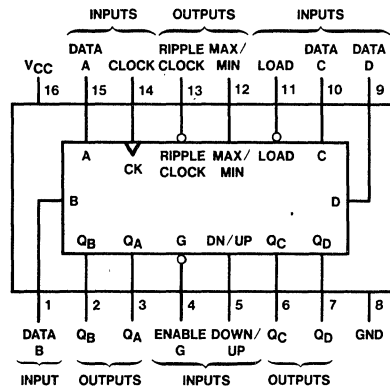 INPUTS OUTPUTS INPUTS
DATA RIPPLE MAX/ DATA DATA
VCC A CLOCK CLOCK MIN LOAD C D
16 15 14 13 12 11 10 9
A RIPPLE MAX/ LOAD C
CK CLOCK MIN
B D
QB QA G DN/UP QC QD
1 2 3 4 5 6 7 8
DATA QB QA ENABLE DOWN/ QC QD GND
B G UP
INPUT OUTPUTS INPUTS OUTPUTS